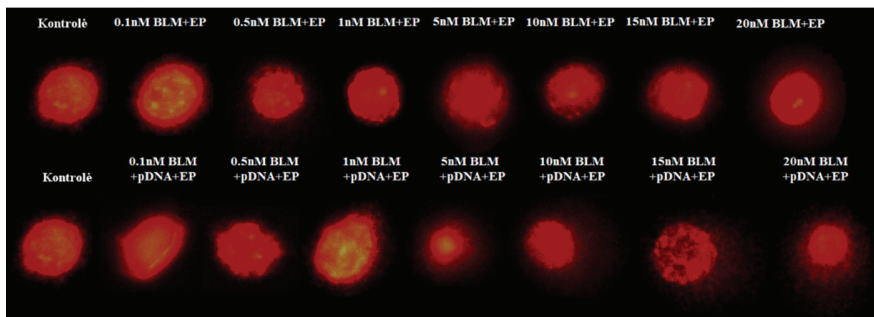 Kontrolė 0.1nM BLM+EP 0.5nM BLM+EP 1nM BLM+EP 5nM BLM+EP 10nM BLM+EP 15nM BLM+EP 20nM BLM+EP
Kontrolė
0.1nM BLM
+pDNA+EP
0.5nM BLM
+pDNA+EP
1nM BLM
+pDNA+EP
5nM BLM
+pDNA+EP
10nM BLM
+pDNA+EP
15nM BLM
+pDNA+EP
20nM BLM
+pDNA+EP